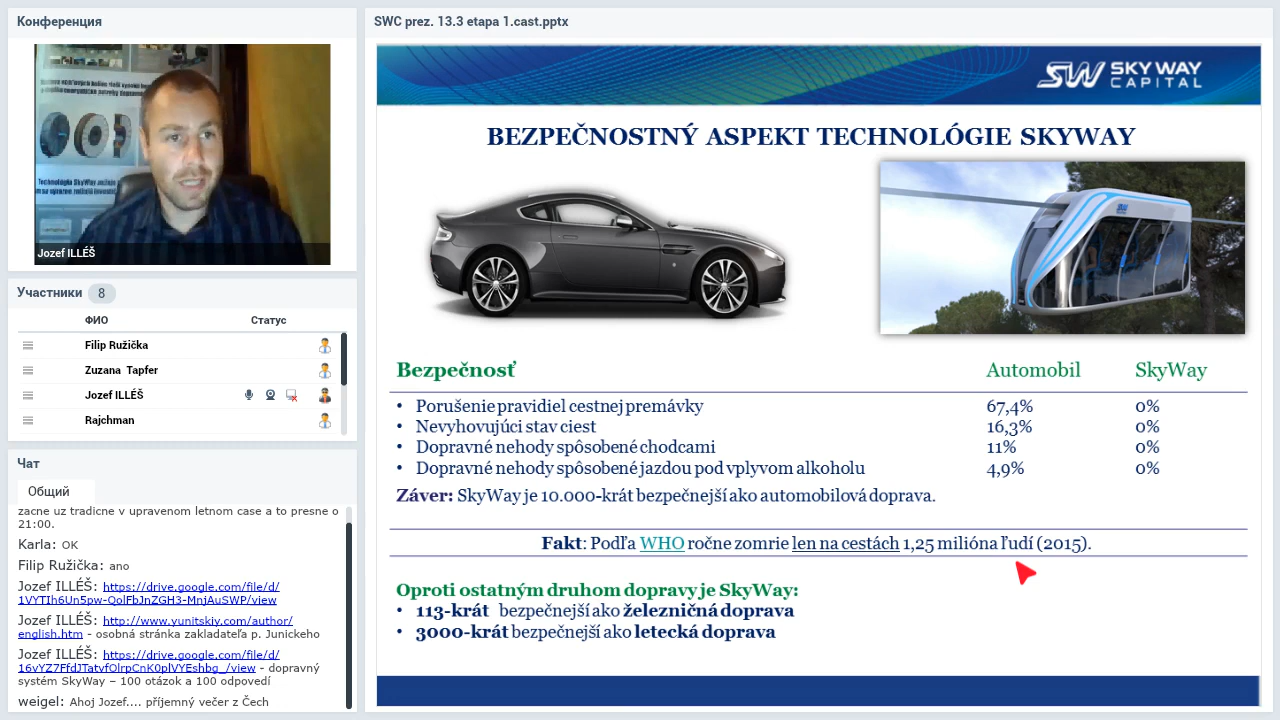 Конференция
Jozef ILLÉŠ
Участники 8
ФИО Статус
Filip Ružička
Zuzana Tapfer
Jozef ILLÉŠ
Rajchman
Чат
Общий
zacne uz tradicne v upravenom letnom case a to presne o
21:00.
Karla: OK
Filip Ružička: ano
Jozef ILLÉŠ: https://drive.google.com/file/d/
1VYTIh6Un5pw-QolFbJnZGH3-MnjAuSWP/view
Jozef ILLÉŠ: http://www.yunitskiy.com/author/
english.htm - osobná stránka zakladateľa p. Junického
Jozef ILLÉŠ: https://drive.google.com/file/d/
- dopravný
systém SkyWay – 100 otázok a 100 odpovedí
weigel: Ahoj Jozef.... příjemný večer z Čech
SWC prez. 13.3 etapa 1.cast.pptx
SW SKY WAY
CAPITAL
BEZPEČNOSTNÝ ASPEKT TECHNOLÓGIE SKYWAY
Bezpečnosť Automobil SkyWay
• Porušenie pravidiel cestnej premávky 67,4% 0%
• Nevyhovujúci stav ciest 16,3% 0%
• Dopravné nehody spôsobené chodcami 11% 0%
• Dopravné nehody spôsobené jazdou pod vplyvom alkoholu 4,9% 0%
Záver: SkyWay je 10.000-krát bezpečnejší ako automobilová doprava.
Fakt: Podľa WHO ročne zomrie len na cestách 1,25 milióna ľudí (2015).
Oproti ostatným druhom dopravy je SkyWay:
• 113-krát bezpečnejší ako železničná doprava
• 3000-krát bezpečnejší ako letecká doprava